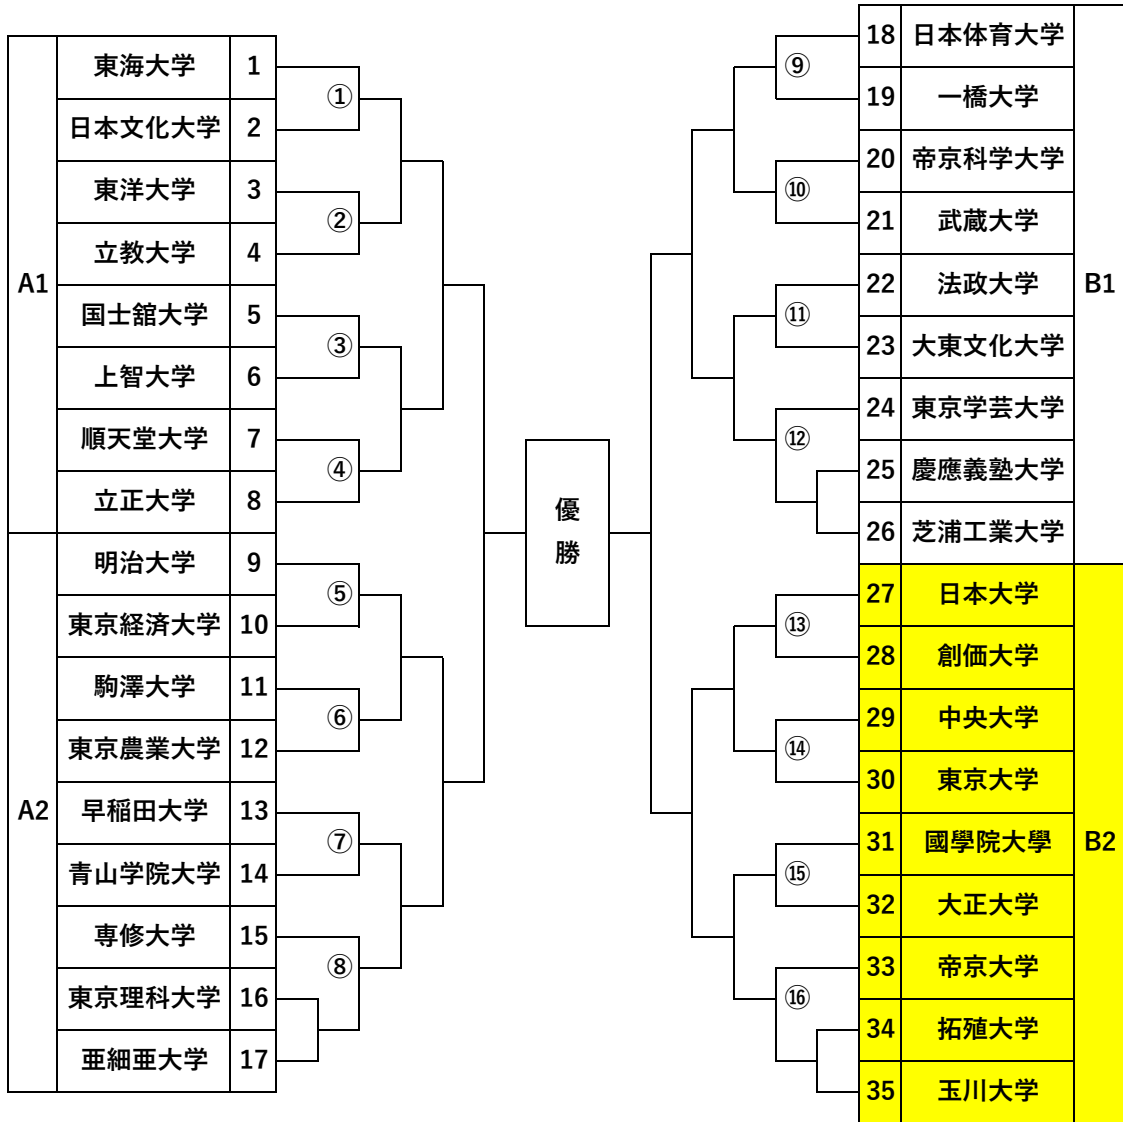 A1
東海大学 1
日本文化大学 2
①
東洋大学 3
立教大学 4
②
国士舘大学 5
上智大学 6
③
順天堂大学 7
立正大学 8
④
A2
明治大学 9
東京経済大学 10
⑤
駒澤大学 11
東京農業大学 12
⑥
早稲田大学 13
青山学院大学 14
⑦
専修大学 15
東京理科大学 16
亜細亜大学 17
⑧
優
勝
B1
18 日本体育大学
19 一橋大学
⑨
20 帝京科学大学
21 武蔵大学
⑩
22 法政大学
23 大東文化大学
⑪
24 東京学芸大学
25 慶應義塾大学
26 芝浦工業大学
⑫
B2
27 日本大学
28 創価大学
⑬
29 中央大学
30 東京大学
⑭
31 國學院大學
32 大正大学
⑮
33 帝京大学
34 拓殖大学
35 玉川大学
⑯